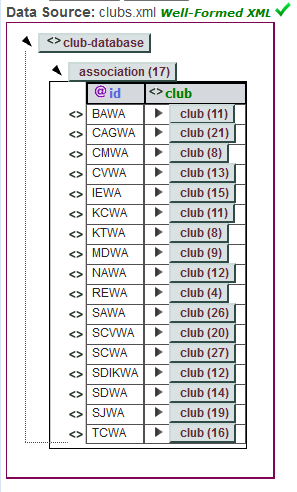 Data Source: clubs.xml Well-Formed XML
<> club-database
association (17)
@ id <> club
<> BAWA club (11)
<> CAGWA club (21)
<> CMWA club (8)
<> CVWA club (13)
<> IEWA club (15)
<> KCWA club (11)
<> KTWA club (8)
<> MDWA club (9)
<> NAWA club (12)
<> REWA club (4)
<> SAWA club (26)
<> SCVWA club (20)
<> SCWA club (27)
<> SDIKWA club (12)
<> SDWA club (14)
<> SJWA club (19)
<> TCWA club (16)